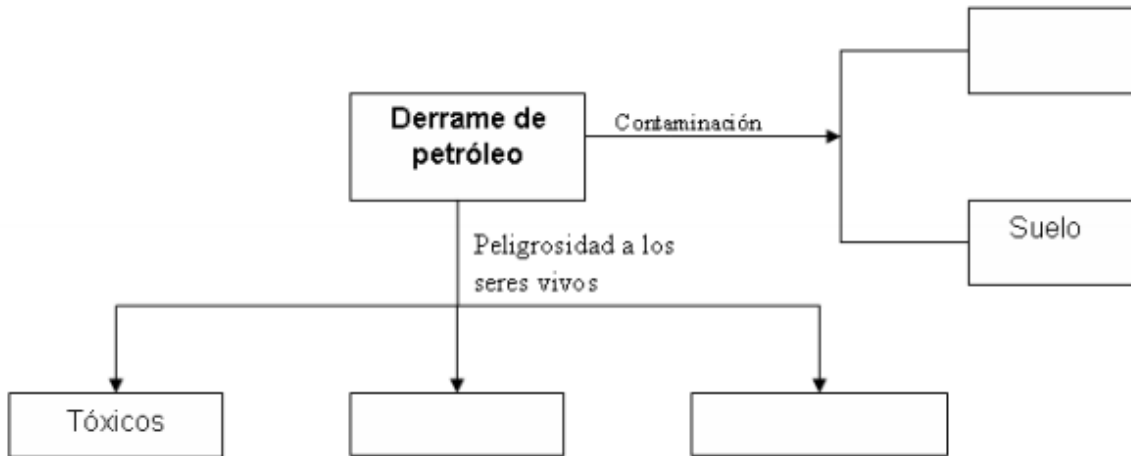 Derrame de
petróleo
Contaminación
Suelo
Peligrosidad a los
seres vivos
Tóxicos